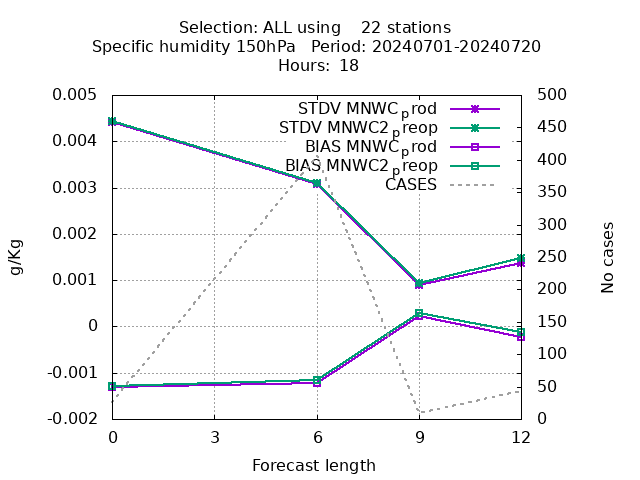 Selection: ALL using    22 stations
Specific humidity 150hPa   Period: 20240701-20240720
Hours: 18
0.005
0.004
0.003
0.002
0.001
0
-0.001
-0.002
g/Kg
STDV MNWC_prod
STDV MNWC2_preop
BIAS MNWC_prod
BIAS MNWC2_preop
CASES
500
450
400
350
300
250
200
150
100
50
0
No cases
0 3 6 9 12
Forecast length